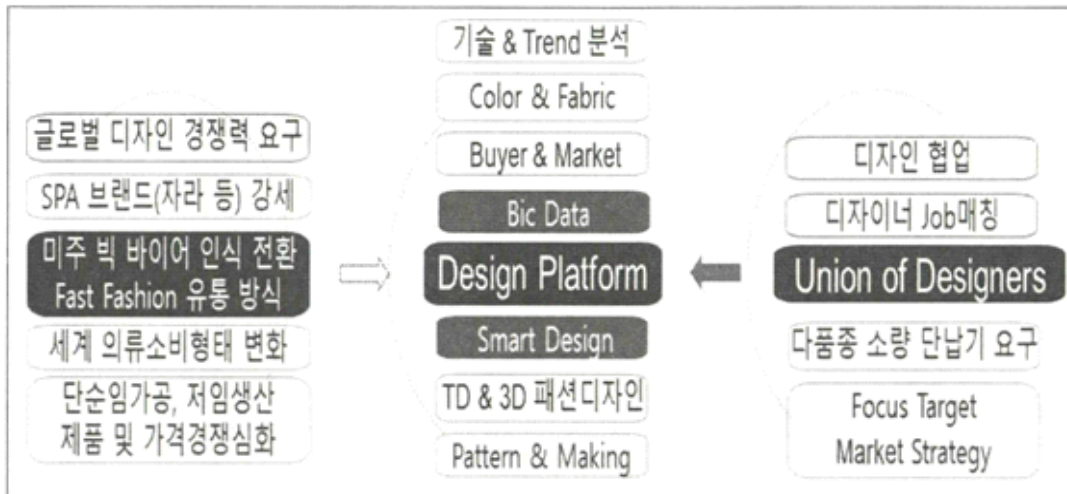 글로벌 디자인 경쟁력 요구
SPA 브랜드(자라 등) 강세
미주 빅 바이어 인식 전환
Fast Fashion 유통 방식
세계 의류소비형태 변화
단순임가공, 저임생산
제품 및 가격경쟁심화
기술 & Trend 분석
Color & Fabric
Buyer & Market
Bic Data
Design Platform
Smart Design
TD & 3D 패션디자인
Pattern & Making
디자인 협업
디자이너 Job매칭
Union of Designers
다품종 소량 단납기 요구
Focus Target
Market Strategy